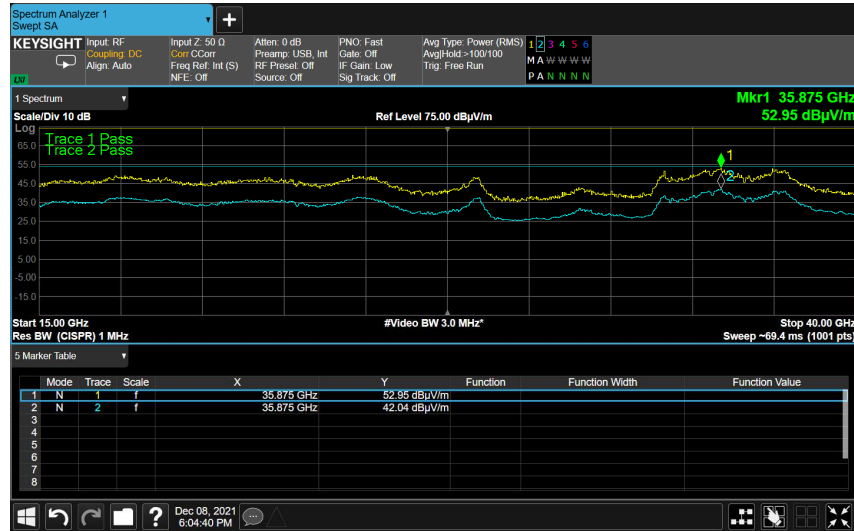 Spectrum Analyzer 1
Swept SA
+
KEYSIGHT
LXI
Input: RF
Coupling: DC
Align: Auto
Input Z: 50 Ω
Corr CCorr
Freq Ref: Int (S)
NFE: Off
Atten: 0 dB
Preamp: USB, Int
RF Presel: Off
Source: Off
PNO: Fast
Gate: Off
IF Gain: Low
Sig Track: Off
Avg Type: Power (RMS)
Avg|Hold:>100/100
Trig: Free Run
1 2 3 4 5 6
M A W W W W
P A N N N N
1 Spectrum
Scale/Div 10 dB
Ref Level 75.00 dBµV/m
Mkr1 35.875 GHz
52.95 dBµV/m
Log
Trace 1 Pass
Trace 2 Pass
65.0
55.0
45.0
35.0
25.0
15.0
5.00
-5.00
-15.0
1
2
Start 15.00 GHz
Res BW (CISPR) 1 MHz
#Video BW 3.0 MHz*
Stop 40.00 GHz
Sweep ~69.4 ms (1001 pts)
5 Marker Table
Mode Trace Scale X Y Function Function Width Function Value
1 N 1 f 35.875 GHz 52.95 dBµV/m
2 N 2 f 35.875 GHz 42.04 dBµV/m
3
4
5
6
7
8
?
Dec 08, 2021
6:04:40 PM